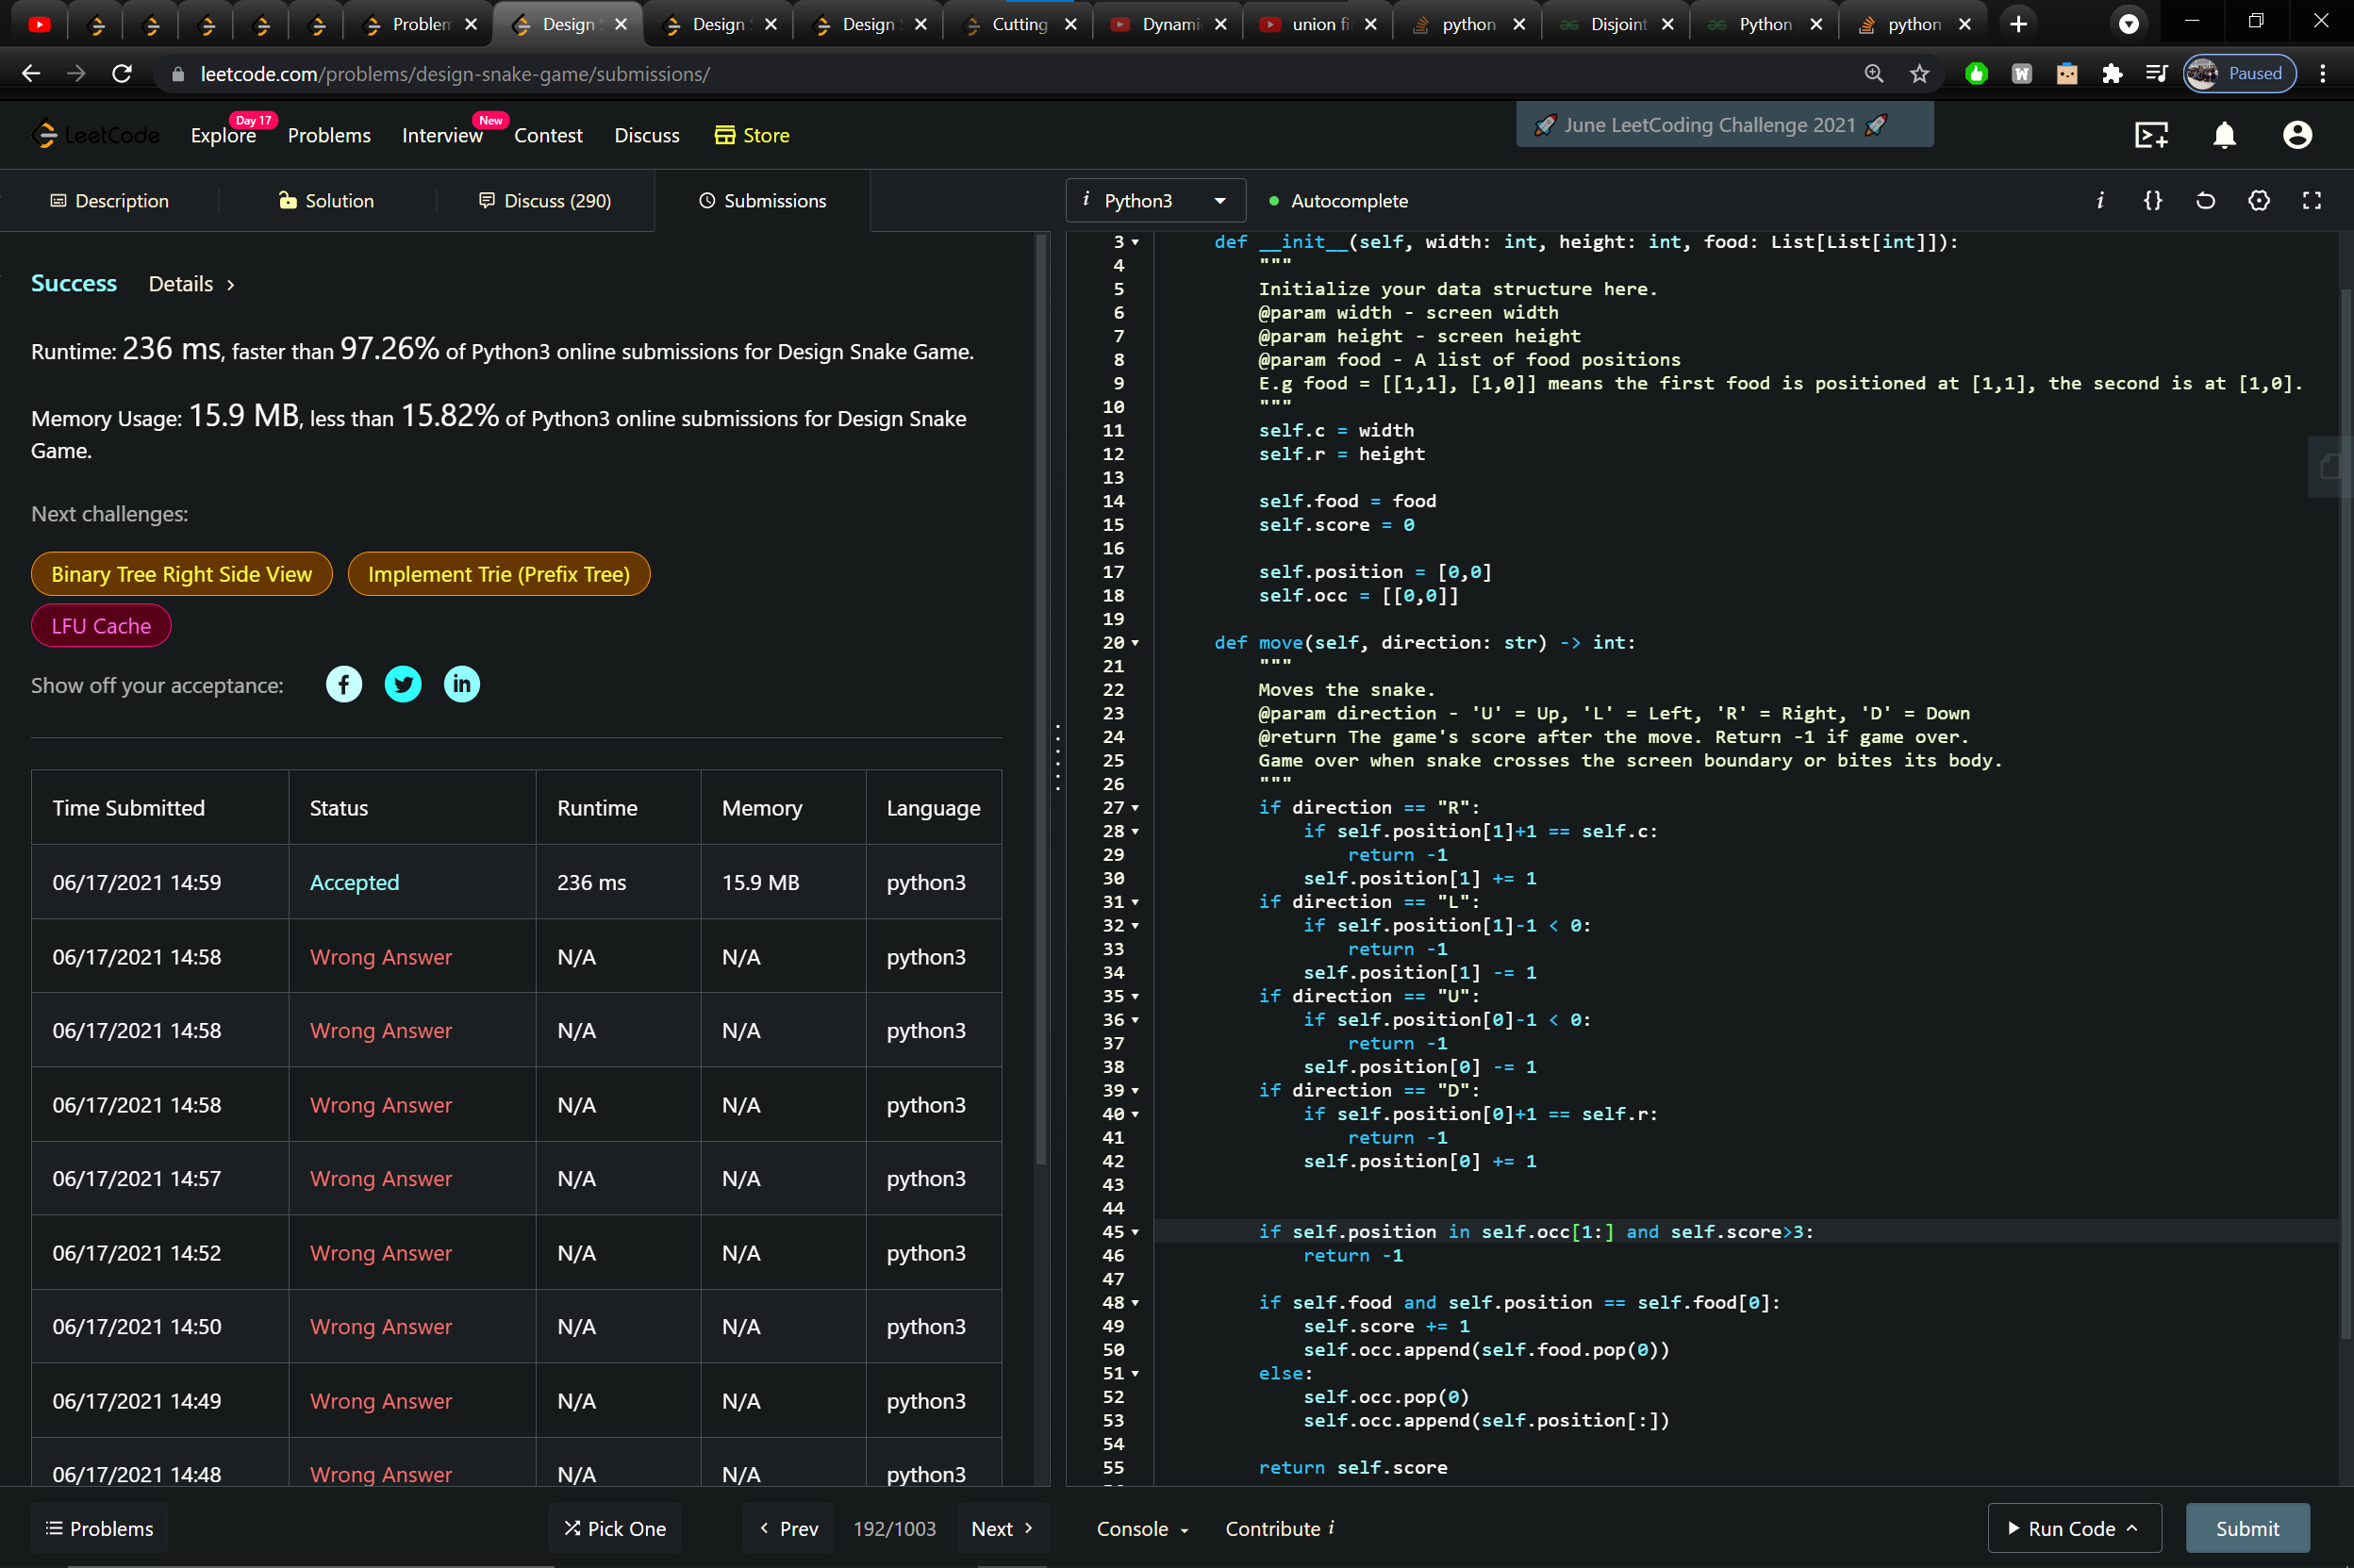 Problem
Design
Design
Design
Cutting
Dynami
union fi
python
Disjoint
Python
python
leetcode.com/problems/design-snake-game/submissions/
Paused
LeetCode
Explore
Day 17
Problems
Interview
New
Contest
Discuss
Store
🚀 June LeetCoding Challenge 2021 🚀
Description
Solution
Discuss (290)
Submissions
i Python3
Autocomplete
i {}
Success
Details >
Runtime: 236 ms, faster than 97.26% of Python3 online submissions for Design Snake Game.
Memory Usage: 15.9 MB, less than 15.82% of Python3 online submissions for Design Snake
Game.
Next challenges:
Binary Tree Right Side View
Implement Trie (Prefix Tree)
LFU Cache
Show off your acceptance:
Time Submitted Status Runtime Memory Language
06/17/2021 14:59 Accepted 236 ms 15.9 MB python3
06/17/2021 14:58 Wrong Answer N/A N/A python3
06/17/2021 14:58 Wrong Answer N/A N/A python3
06/17/2021 14:58 Wrong Answer N/A N/A python3
06/17/2021 14:57 Wrong Answer N/A N/A python3
06/17/2021 14:52 Wrong Answer N/A N/A python3
06/17/2021 14:50 Wrong Answer N/A N/A python3
06/17/2021 14:49 Wrong Answer N/A N/A python3
06/17/2021 14:48 Wrong Answer N/A N/A python3
3 def __init__(self, width: int, height: int, food: List[List[int]]):
4 """
5 Initialize your data structure here.
6 @param width - screen width
7 @param height - screen height
8 @param food - A list of food positions
9 E.g food = [[1,1], [1,0]] means the first food is positioned at [1,1], the second is at [1,0].
10 """
11 self.c = width
12 self.r = height
13
14 self.food = food
15 self.score = 0
16
17 self.position = [0,0]
18 self.occ = [[0,0]]
19
20 def move(self, direction: str) -> int:
21 """
22 Moves the snake.
23 @param direction - 'U' = Up, 'L' = Left, 'R' = Right, 'D' = Down
24 @return The game's score after the move. Return -1 if game over.
25 Game over when snake crosses the screen boundary or bites its body.
26 """
27 if direction == "R":
28 if self.position[1]+1 == self.c:
29 return -1
30 self.position[1] += 1
31 if direction == "L":
32 if self.position[1]-1 < 0:
33 return -1
34 self.position[1] -= 1
35 if direction == "U":
36 if self.position[0]-1 < 0:
37 return -1
38 self.position[0] -= 1
39 if direction == "D":
40 if self.position[0]+1 == self.r:
41 return -1
42 self.position[0] += 1
43
44
45 if self.position in self.occ[1:] and self.score>3:
46 return -1
47
48 if self.food and self.position == self.food[0]:
49 self.score += 1
50 self.occ.append(self.food.pop(0))
51 else:
52 self.occ.pop(0)
53 self.occ.append(self.position[:])
54
55 return self.score
Problems
Pick One
< Prev
192/1003
Next >
Console
Contribute i
Run Code
Submit